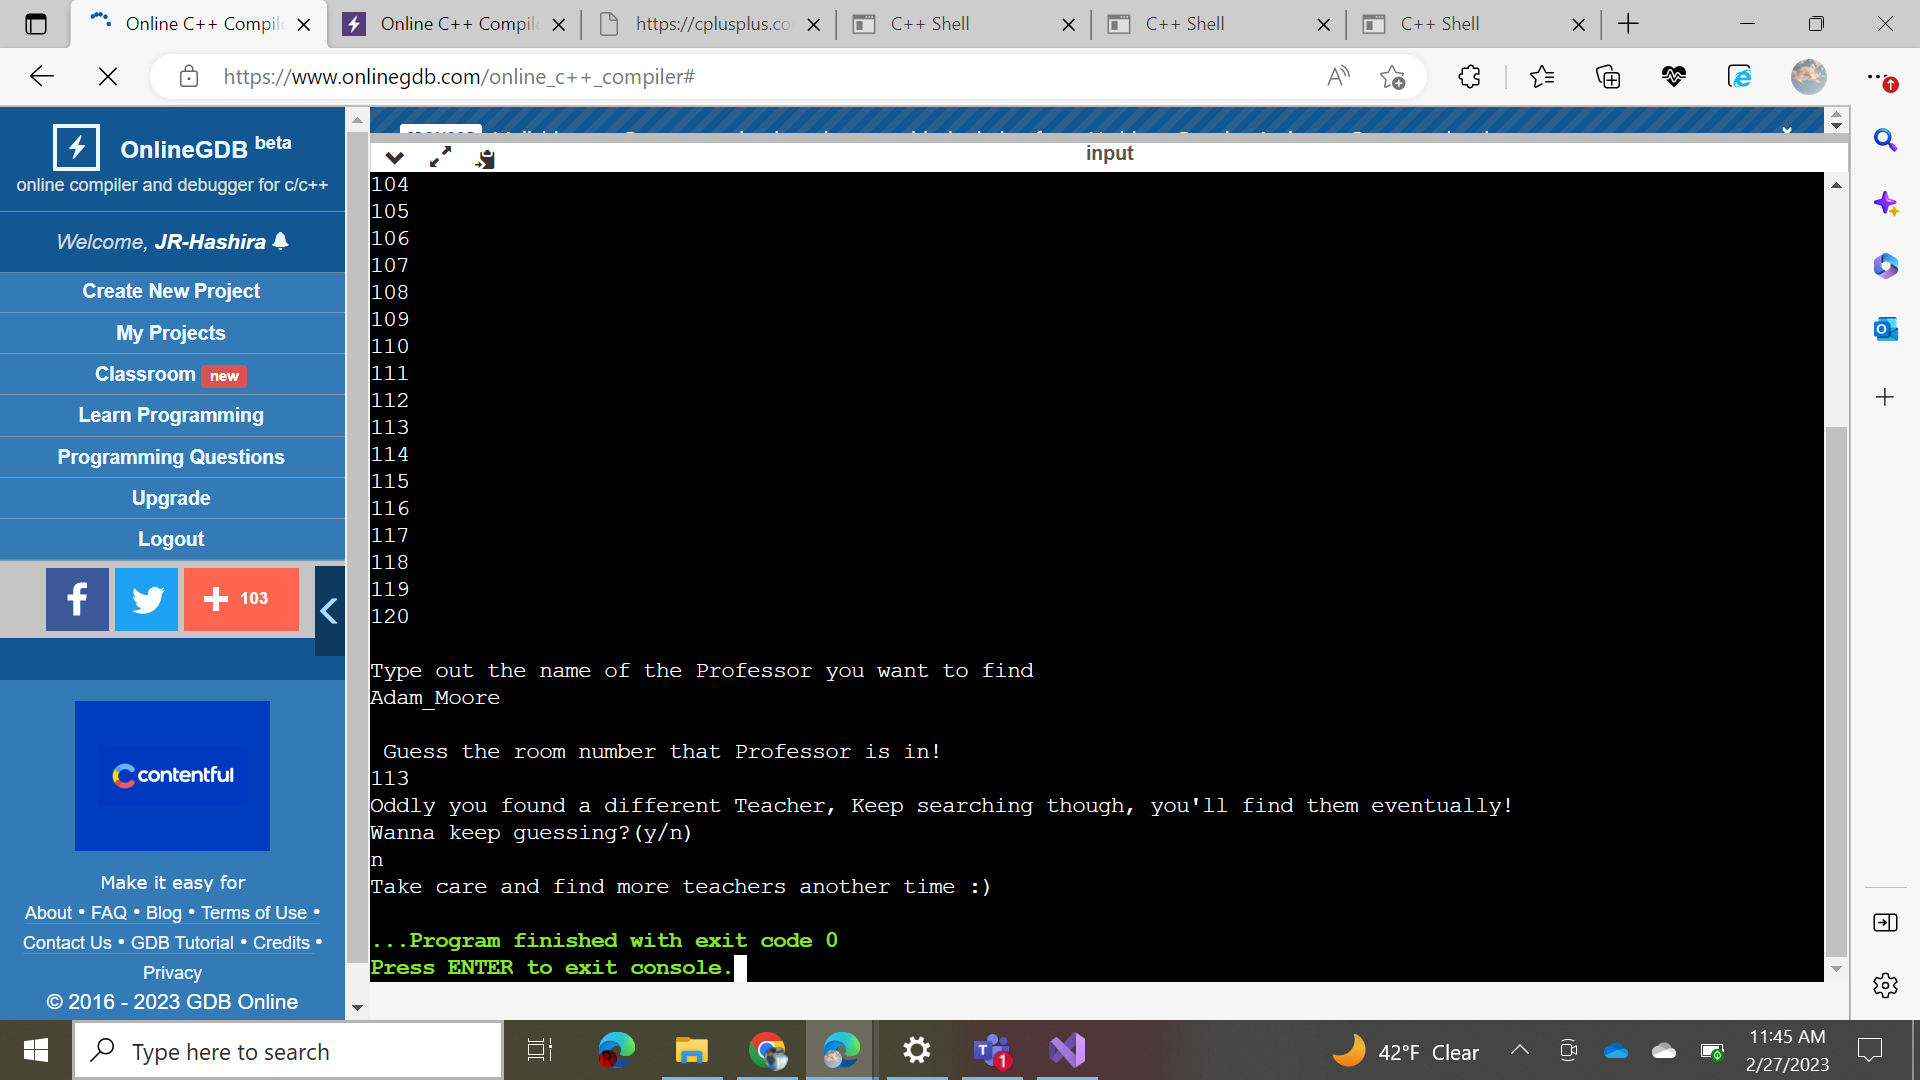 Online C++ Compil
Online C++ Compil
https://cplusplus.co
C++ Shell
C++ Shell
C++ Shell
https://www.onlinegdb.com/online_c++_compiler#
OnlineGDB beta
online compiler and debugger for c/c++
Welcome, JR-Hashira
Create New Project
My Projects
Classroom new
Learn Programming
Programming Questions
Upgrade
Logout
103
contentful
Make it easy for
About • FAQ • Blog • Terms of Use •
Contact Us • GDB Tutorial • Credits •
Privacy
© 2016 - 2023 GDB Online
input
104
105
106
107
108
109
110
111
112
113
114
115
116
117
118
119
120
Type out the name of the Professor you want to find
Adam_Moore
Guess the room number that Professor is in!
113
Oddly you found a different Teacher, Keep searching though, you'll find them eventually!
Wanna keep guessing?(y/n)
n
Take care and find more teachers another time :)
...Program finished with exit code 0
Press ENTER to exit console.
Type here to search
1
42°F Clear
11:45 AM
2/27/2023